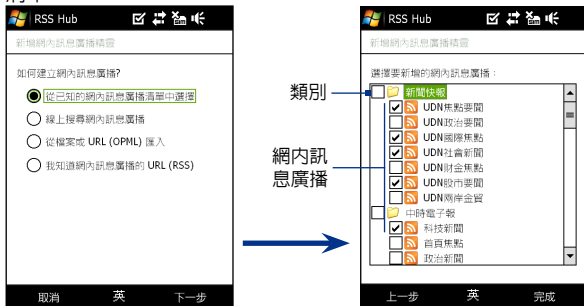 RSS Hub
新增網內訊息廣播精靈
如何建立網內訊息廣播?
從已知的網內訊息廣播清單中選擇
線上搜尋網內訊息廣播
從檔案或 URL (OPML) 匯入
我知道網內訊息廣播的 URL (RSS)
取消 英 下一步
類別
網內訊
息廣播
RSS Hub
新增網內訊息廣播精靈
選擇要新增的網內訊息廣播：
新聞快報
UDN焦點要聞
UDN政治要聞
UDN國際焦點
UDN社會新聞
UDN財金焦點
UDN股市要聞
UDN兩岸金貿
中時電子報
科技新聞
首頁焦點
政治新聞
上一步 英 完成